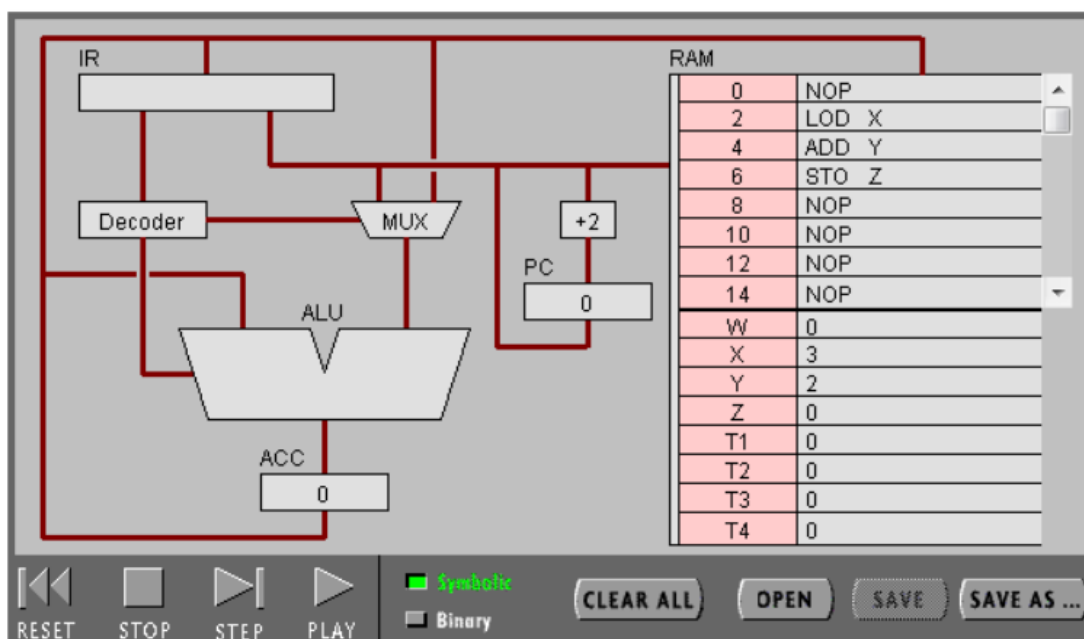 IR
RAM
0 NOP
2 LOD X
4 ADD Y
6 STO Z
8 NOP
10 NOP
12 NOP
14 NOP
W 0
X 3
Y 2
Z 0
T1 0
T2 0
T3 0
T4 0
Decoder
MUX
+2
PC
0
ALU
ACC
0
RESET
STOP
STEP
PLAY
Symbolic
Binary
CLEAR ALL
OPEN
SAVE
SAVE AS ...